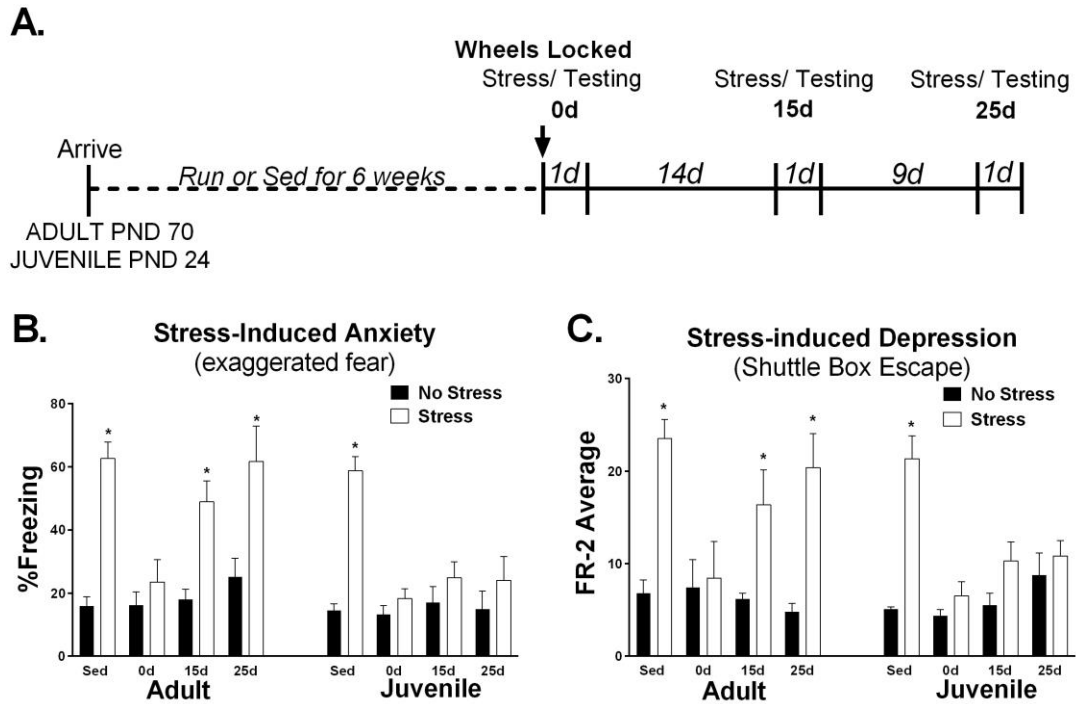 A.
Wheels Locked
Stress/ Testing Stress/ Testing Stress/ Testing
0d 15d 25d
Arrive
Run or Sed for 6 weeks 1d 14d 1d 9d 1d
ADULT PND 70
JUVENILE PND 24
B.
Stress-Induced Anxiety
(exaggerated fear)
No Stress
Stress
%Freezing
80
60
40
20
0
* * * *
Sed 0d 15d 25d Sed 0d 15d 25d
Adult Juvenile
C.
Stress-induced Depression
(Shuttle Box Escape)
No Stress
Stress
FR-2 Average
30
20
10
0
* * * *
Sed 0d 15d 25d Sed 0d 15d 25d
Adult Juvenile